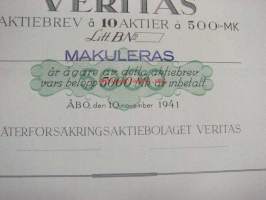 VERITAS
AKTIEBREV å 10 AKTIER à 500 MK
Litt. B No
MAKULERAS
är ägare av detta aktiebrev
vars belopp 5000 Mk är inbetalt.
ÅBO, den 10 november 1941
ÅTERFÖRSÄKRINGSAKTIEBOLAGET VERITAS